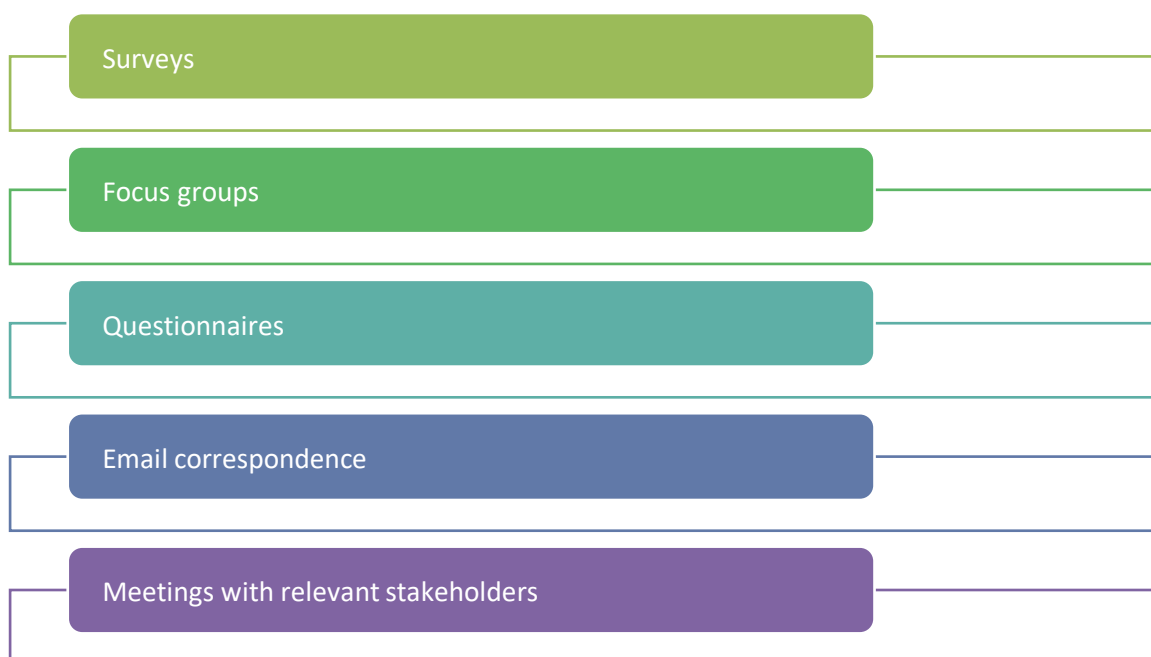 Surveys
Focus groups
Questionnaires
Email correspondence
Meetings with relevant stakeholders